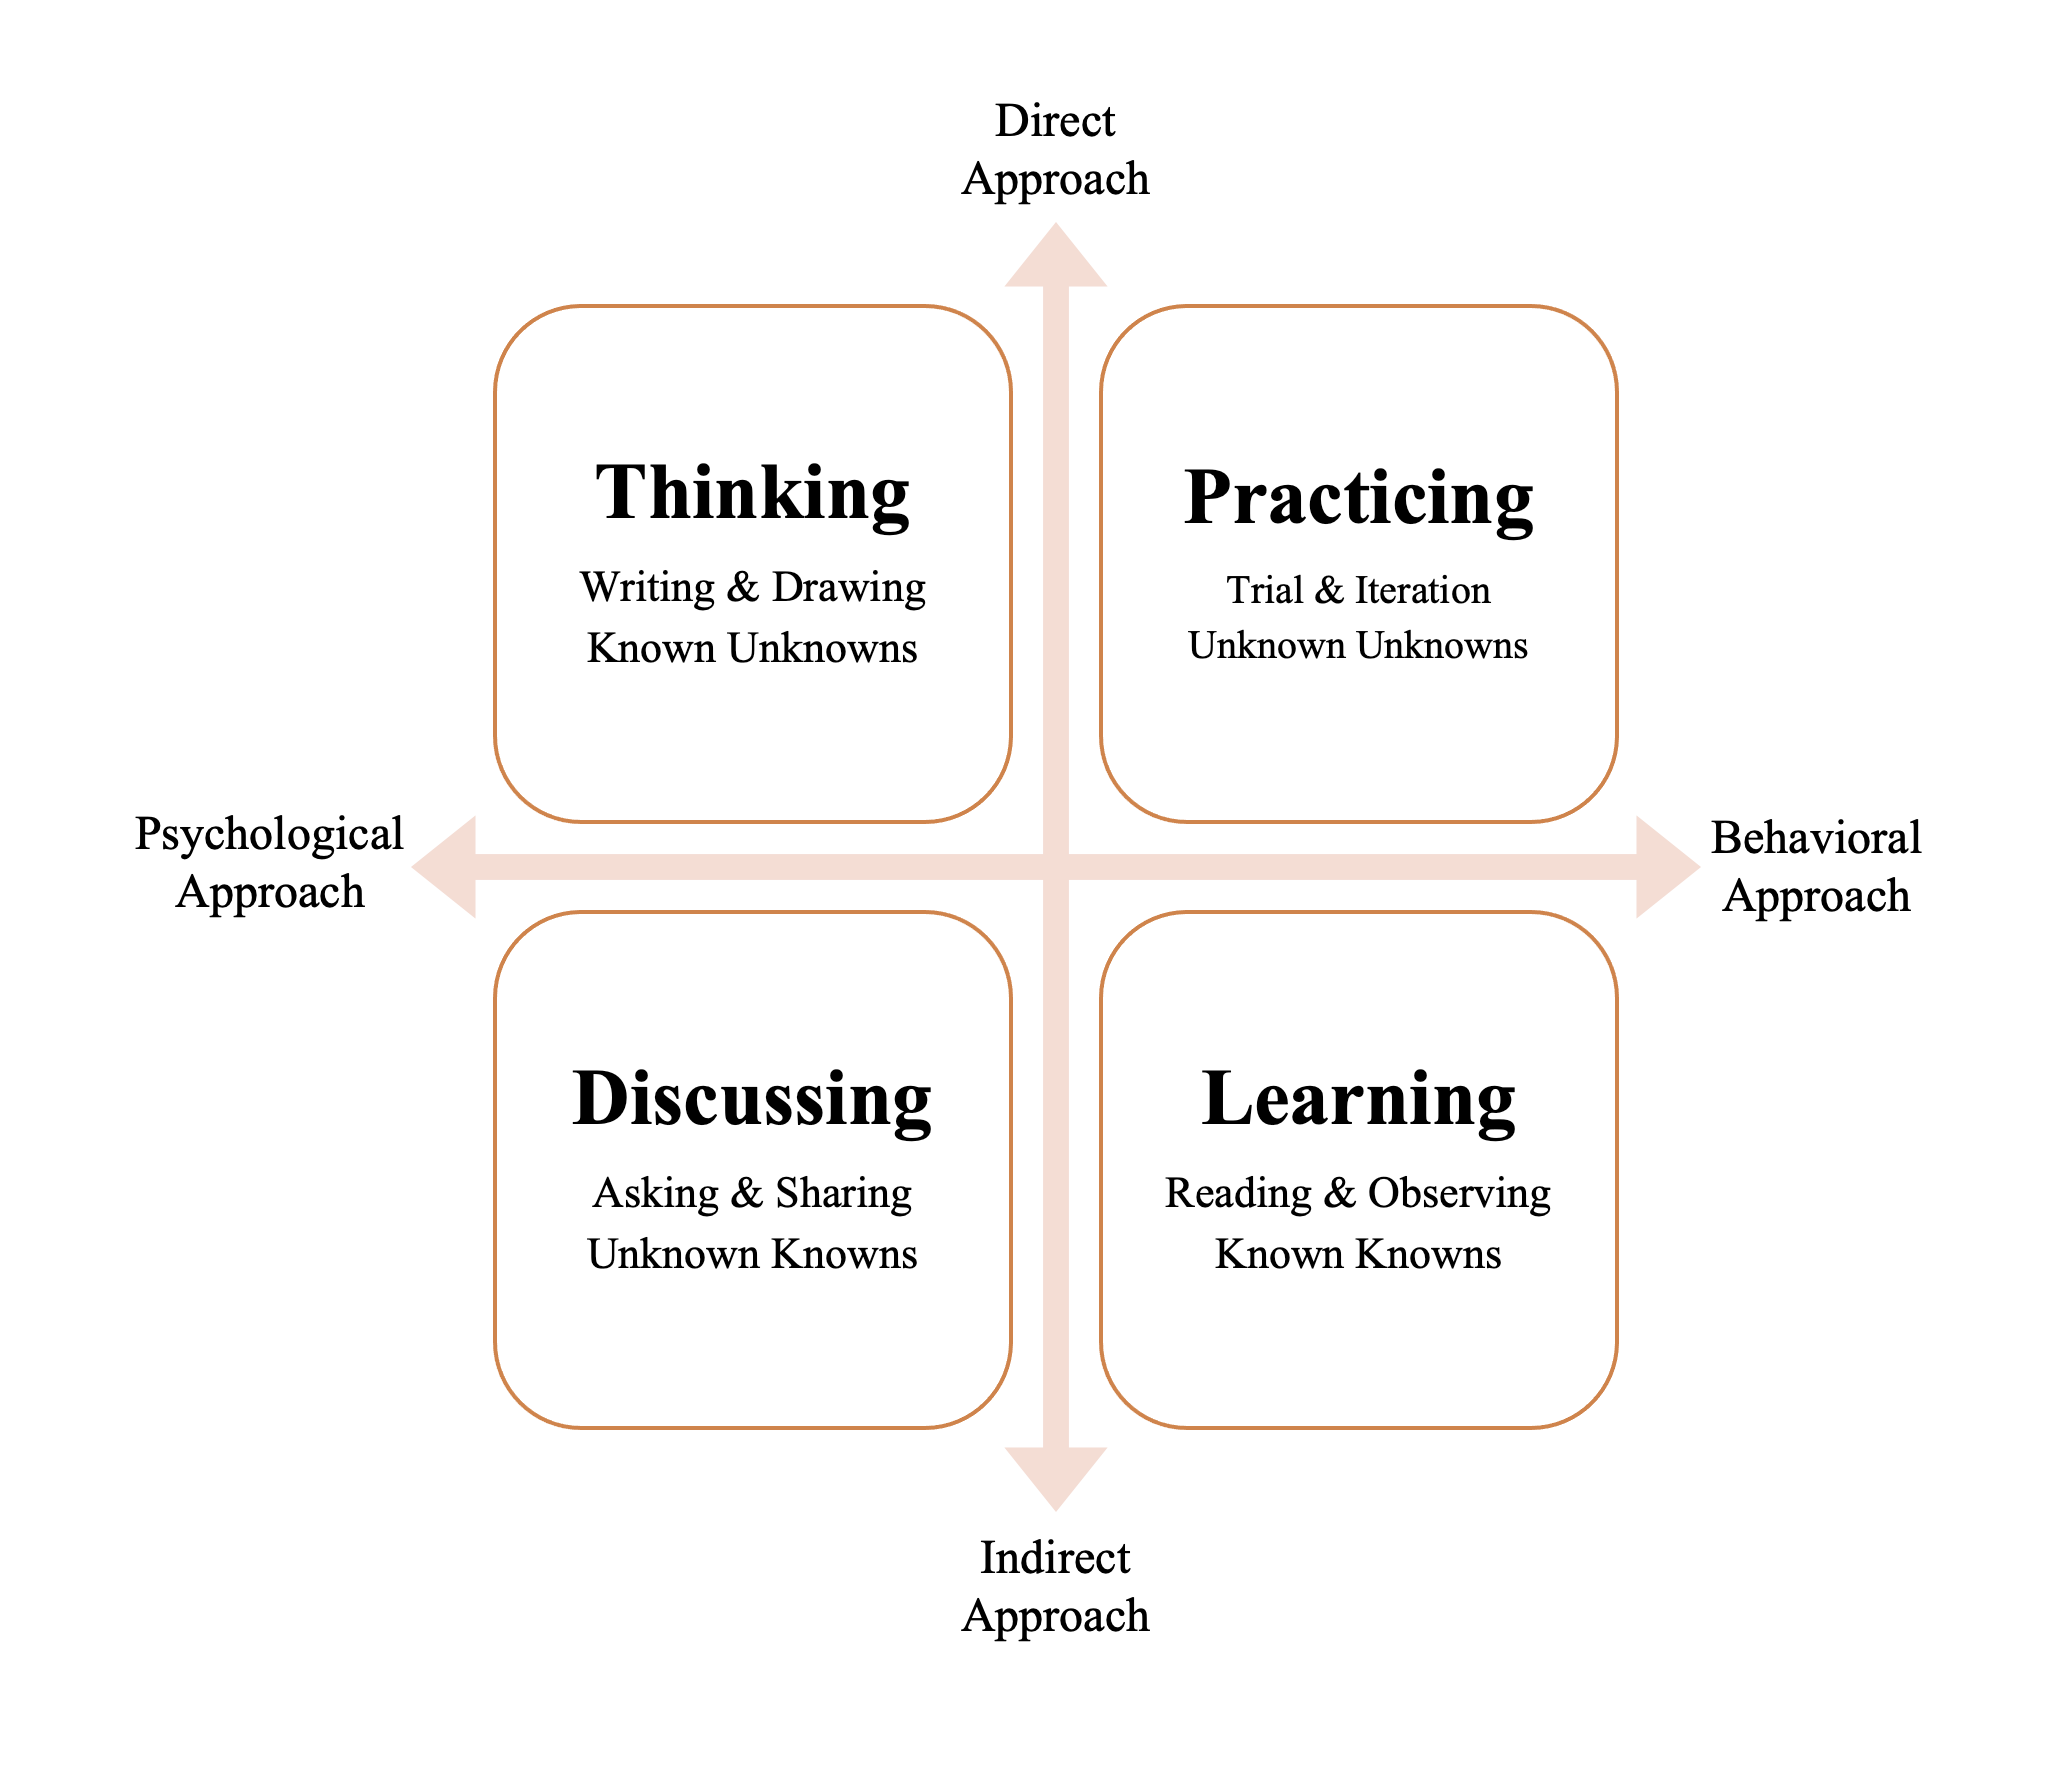 Direct
Approach
Thinking
Writing & Drawing
Known Unknowns
Practicing
Trial & Iteration
Unknown Unknowns
Psychological
Approach
Behavioral
Approach
Discussing
Asking & Sharing
Unknown Knowns
Learning
Reading & Observing
Known Knowns
Indirect
Approach